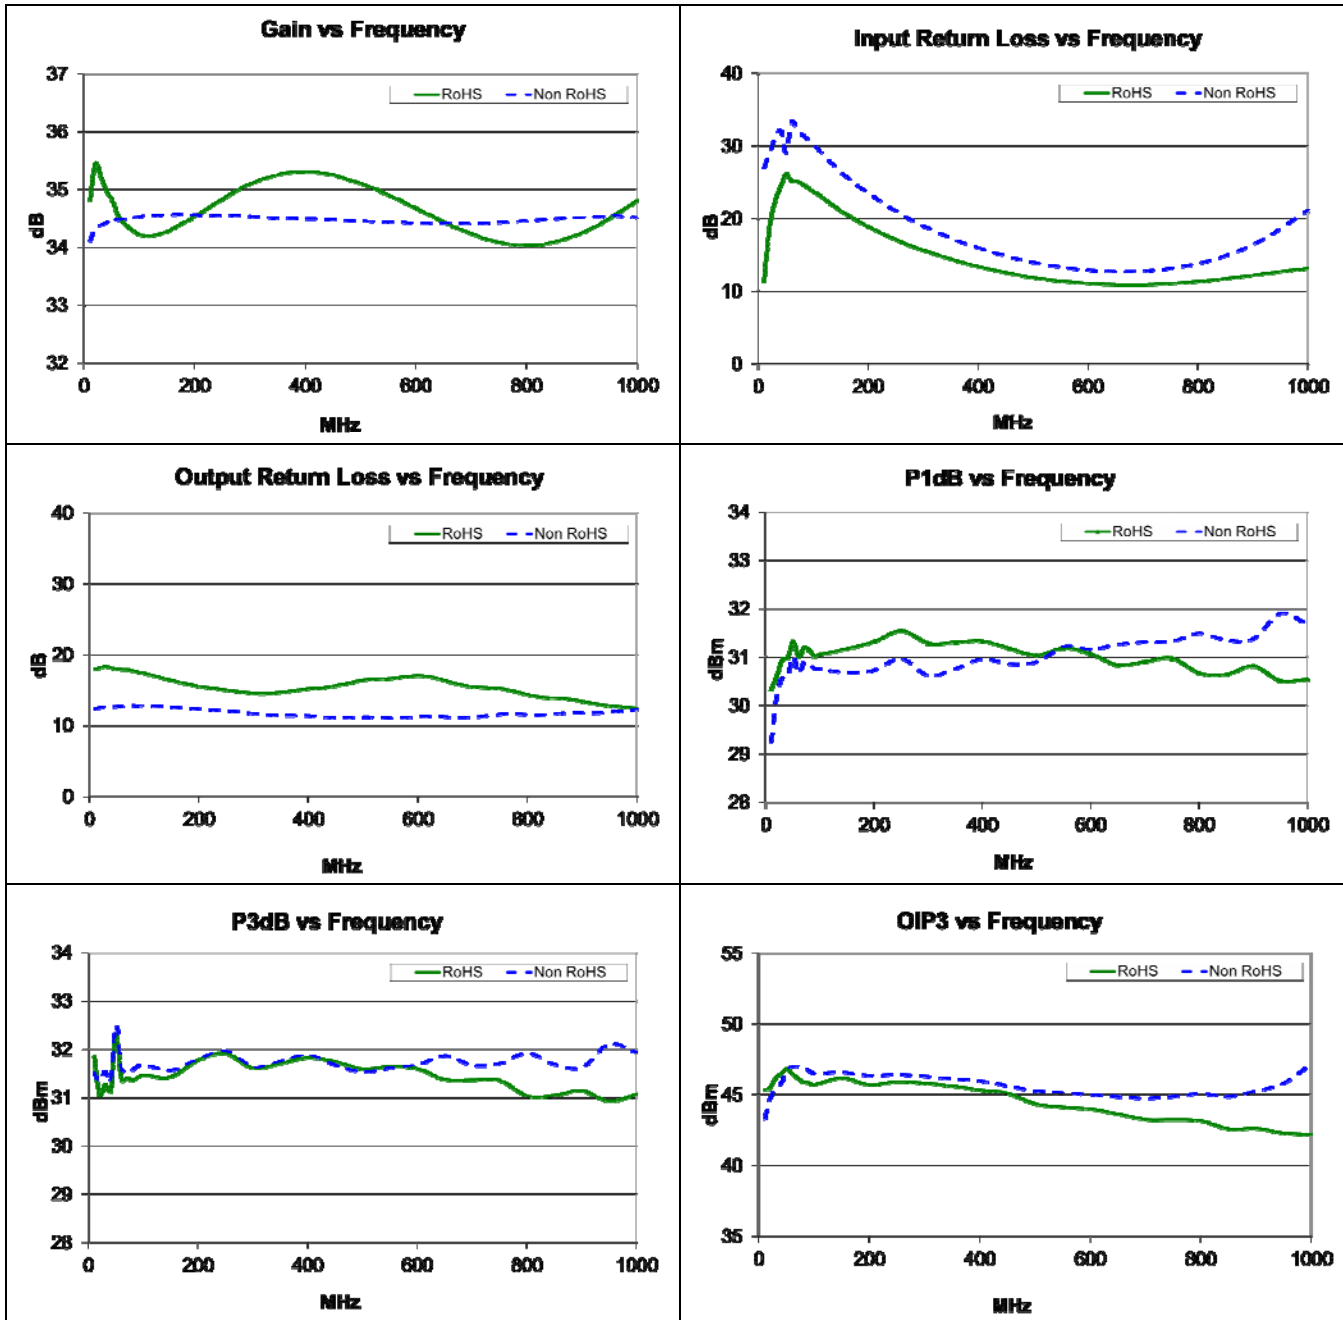 Gain vs Frequency
37
36
35
34
33
32
dB
RoHS Non RoHS
0 200 400 600 800 1000
MHz
Input Return Loss vs Frequency
40
30
20
10
0
dB
RoHS Non RoHS
0 200 400 600 800 1000
MHz
Output Return Loss vs Frequency
40
30
20
10
0
dB
RoHS Non RoHS
0 200 400 600 800 1000
MHz
P1dB vs Frequency
34
33
32
31
30
29
28
dBm
RoHS Non RoHS
0 200 400 600 800 1000
MHz
P3dB vs Frequency
34
33
32
31
30
29
28
dBm
RoHS Non RoHS
0 200 400 600 800 1000
MHz
OIP3 vs Frequency
55
50
45
40
35
dBm
RoHS Non RoHS
0 200 400 600 800 1000
MHz